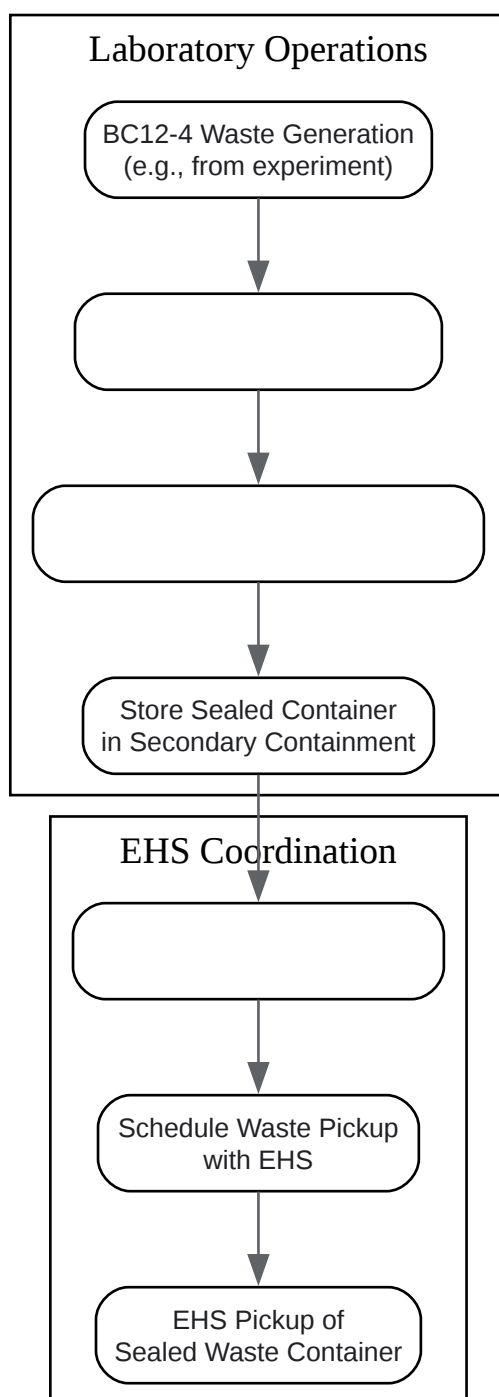 Laboratory Operations
BC12-4 Waste Generation
(e.g., from experiment)
Store Sealed Container
in Secondary Containment
EHS Coordination
Schedule Waste Pickup
with EHS
EHS Pickup of
Sealed Waste Container